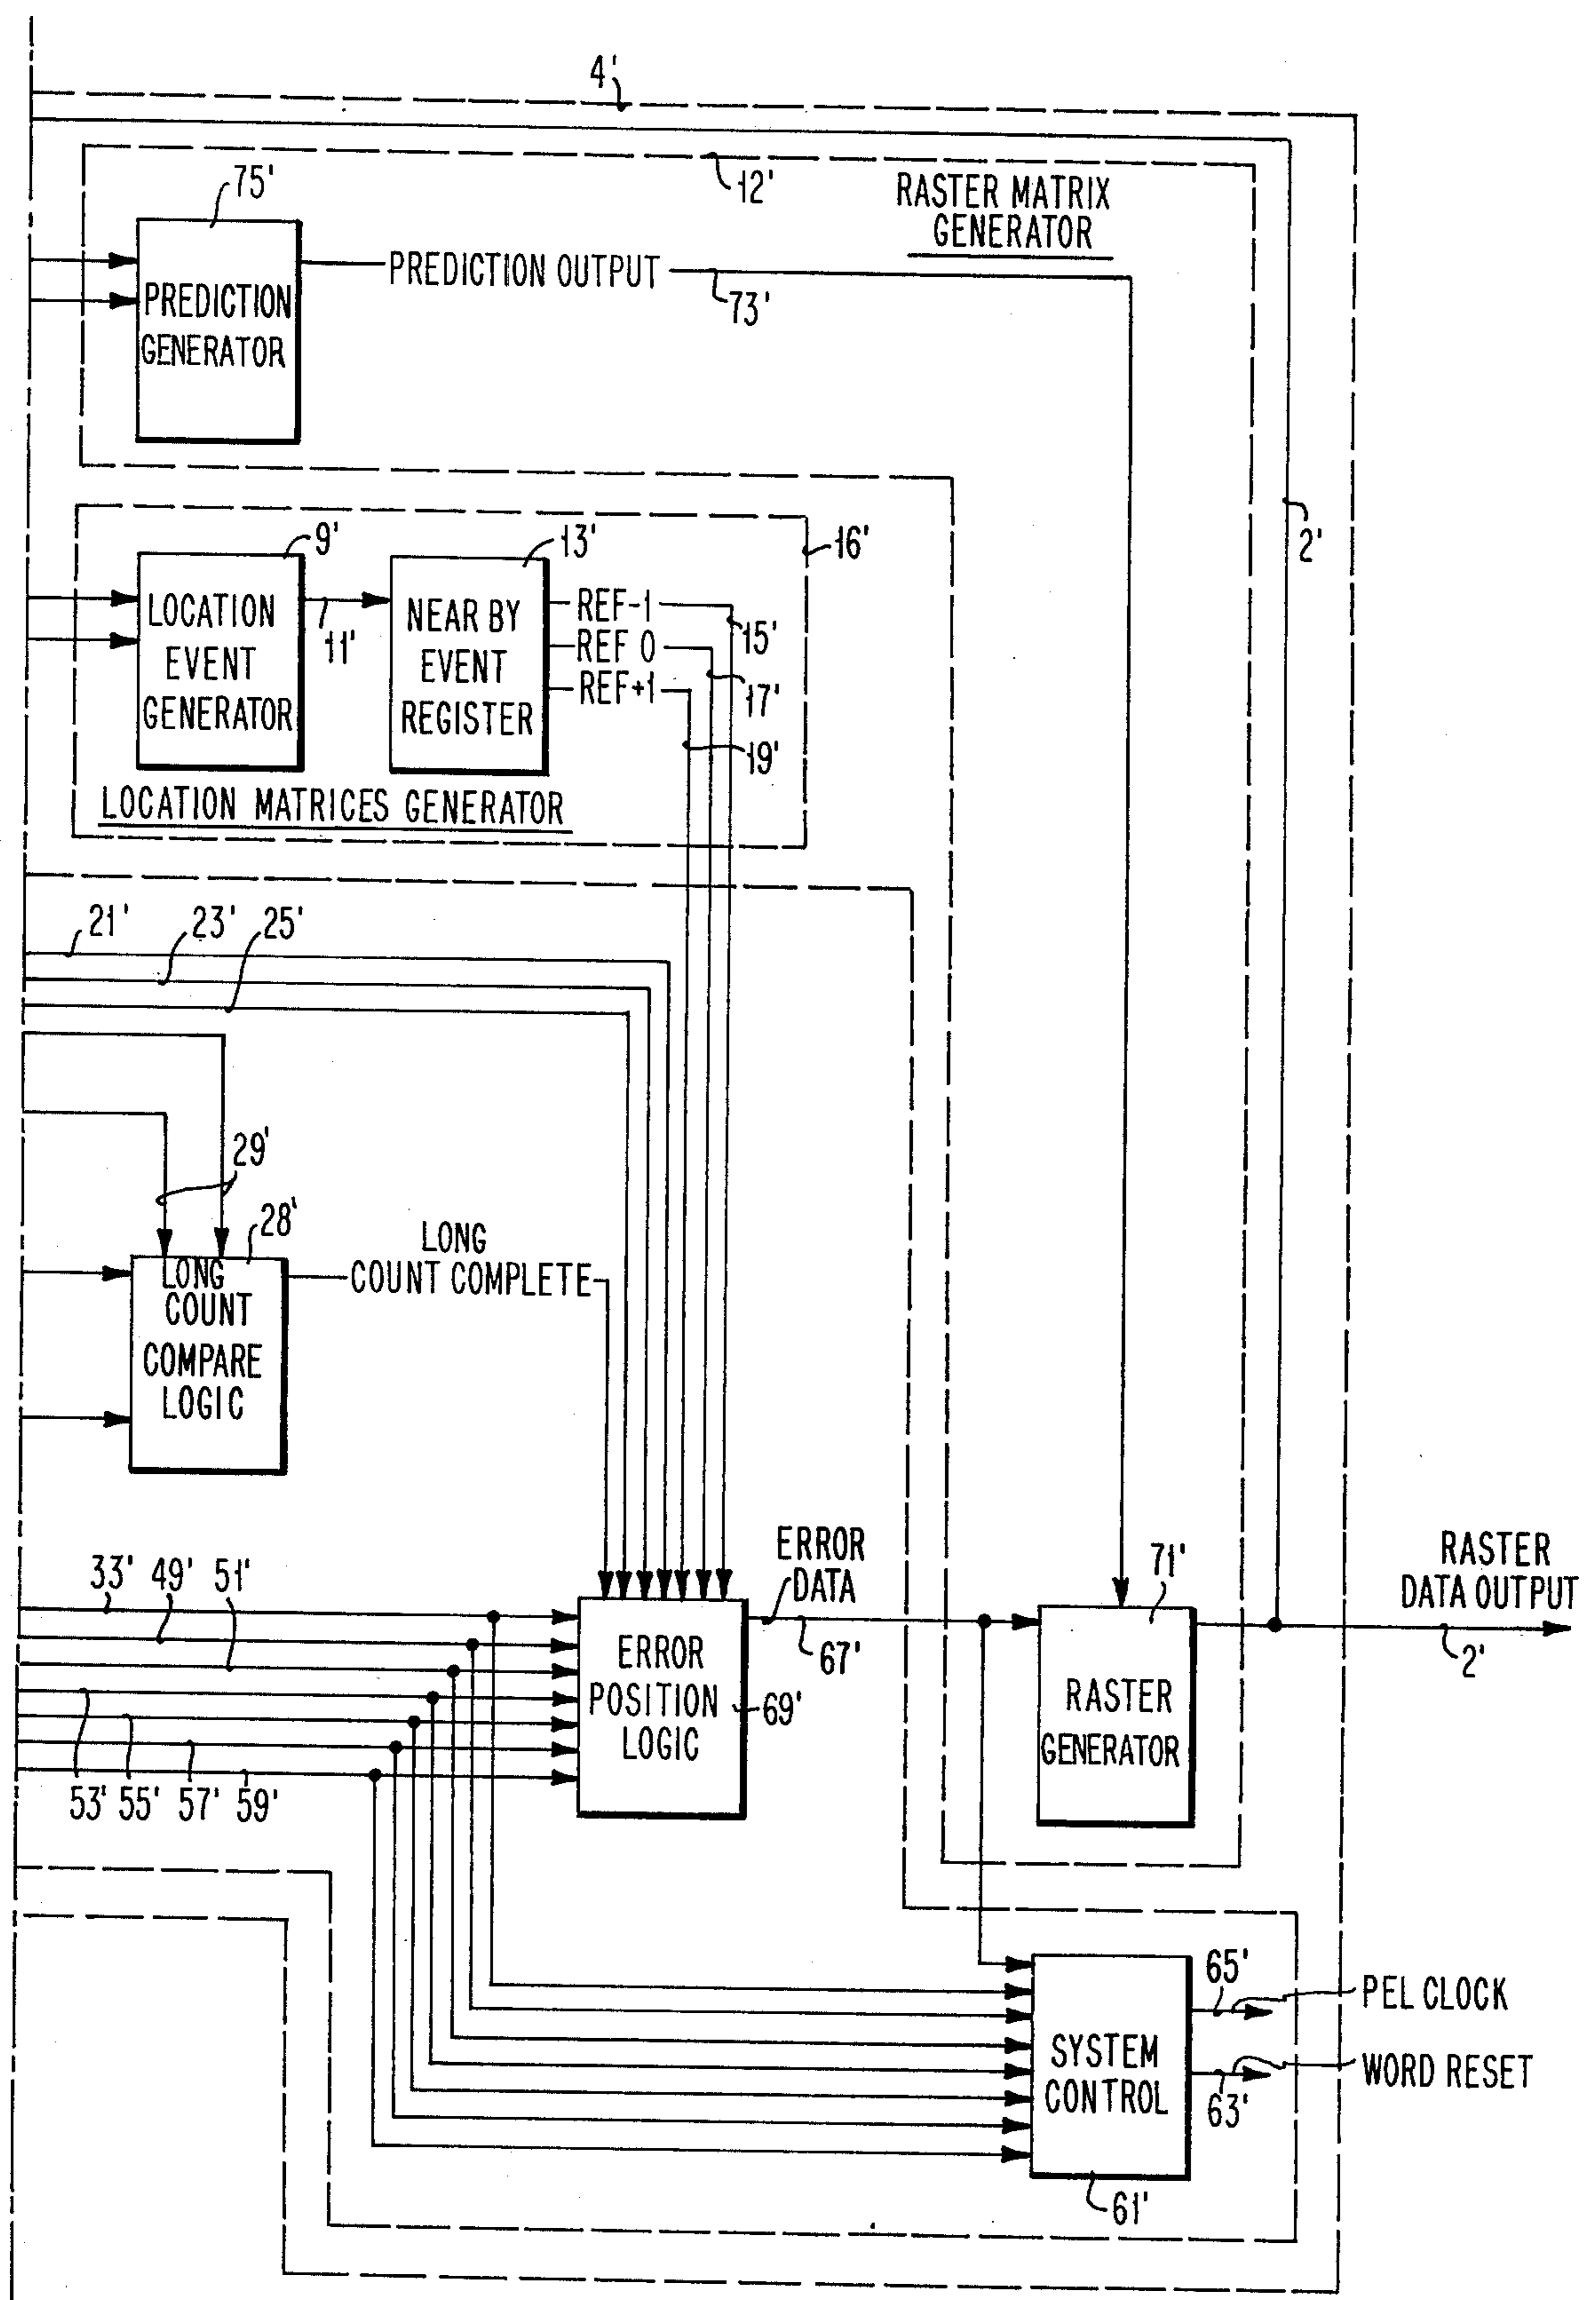 4'
12'
RASTER MATRIX
GENERATOR
75'
PREDICTION
GENERATOR
PREDICTION OUTPUT
73'
2'
16'
9'
LOCATION
EVENT
GENERATOR
11'
13'
NEAR BY
EVENT
REGISTER
REF-1
REF 0
REF+1
15'
17'
19'
LOCATION MATRICES GENERATOR
21'
23'
25'
29'
28'
LONG
COUNT
COMPARE
LOGIC
LONG
COUNT COMPLETE
33'
49'
51'
53'
55'
57'
59'
ERROR
POSITION
LOGIC
69'
ERROR
DATA
67'
71'
RASTER
GENERATOR
RASTER
DATA OUTPUT
2'
SYSTEM
CONTROL
61'
65'
PEL CLOCK
63'
WORD RESET